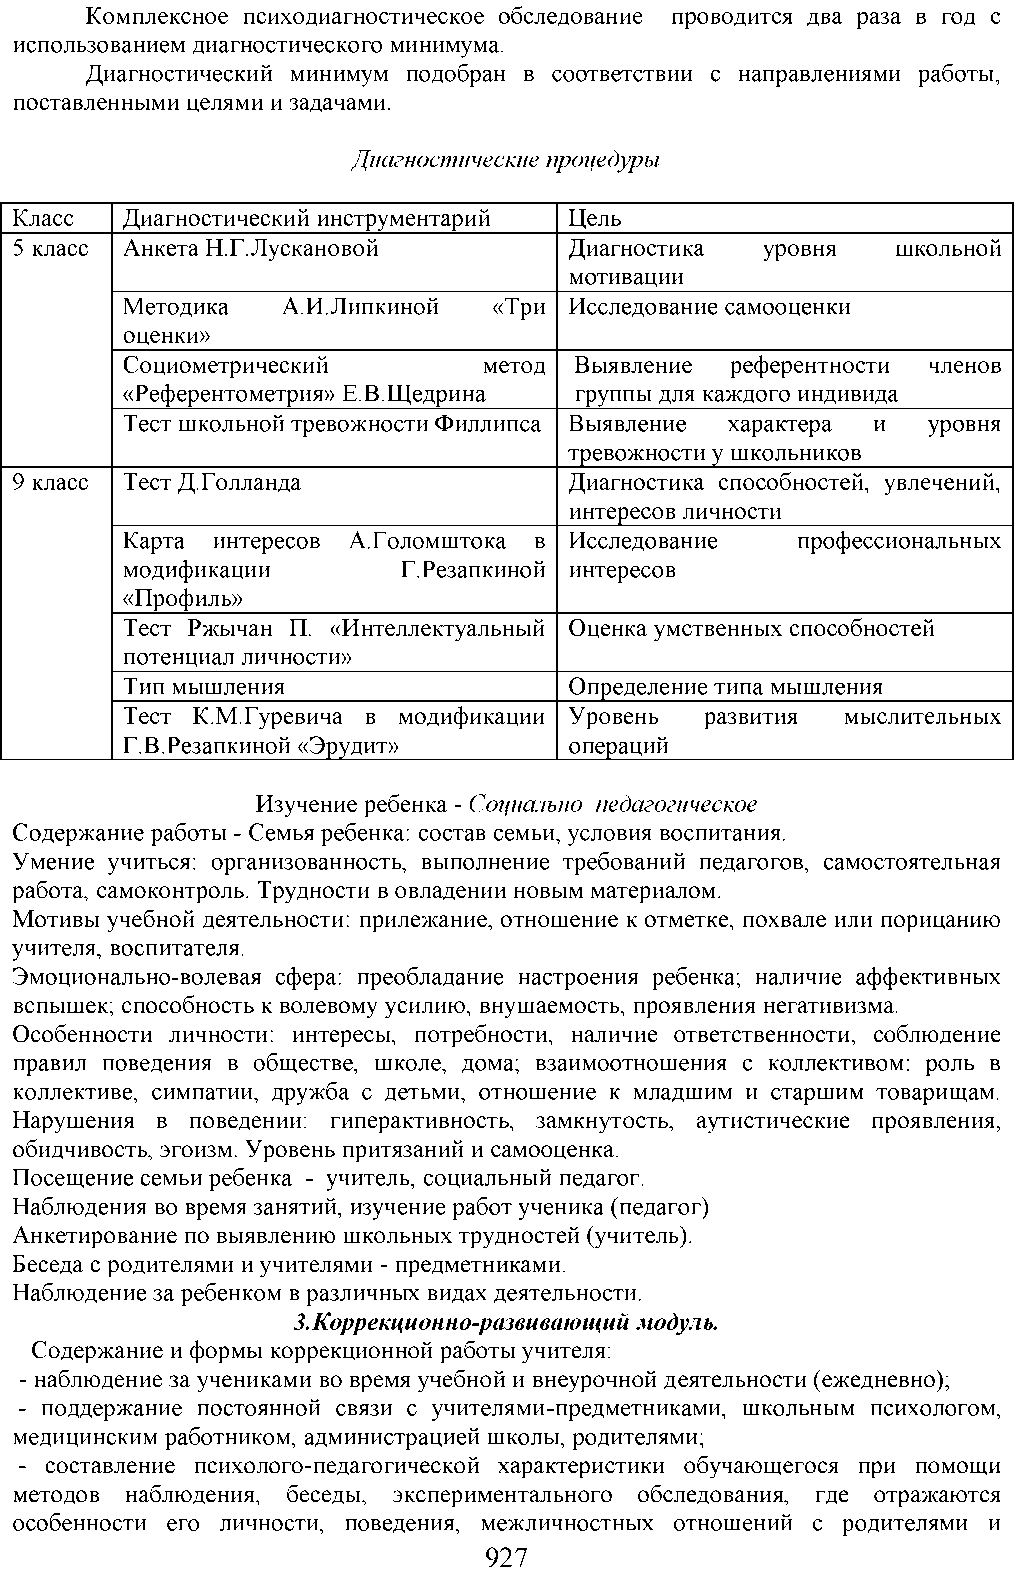 Комплексное психодиагностическое обследование проводится два раза в год с
использованием диагностического минимума.
Диагностический минимум подобран в соответствии с направлениями работы,
поставленными целями и задачами.
Диагностические процедуры
Класс Диагностический инструментарий Цель
5 класс Анкета Н.Г.Лускановой Диагностика уровня школьной
мотивации
Методика А.И.Липкиной «Три Исследование самооценки
оценки»
Социометрический метод Выявление референтности членов
«Референтометрия» Е.В.Щедрина группы для каждого индивида
Тест школьной тревожности Филлипса Выявление характера и уровня
тревожности у школьников
9 класс Тест Д.Голланда Диагностика способностей, увлечений,
интересов личности
Карта интересов А.Голомштока в Исследование профессиональных
модификации Г.Резапкиной интересов
«Профиль»
Тест Ржычан П. «Интеллектуальный Оценка умственных способностей
потенциал личности»
Тип мышления Определение типа мышления
Тест К.М.Гуревича в модификации Уровень развития мыслительных
Г.В.Резапкиной «Эрудит» операций
Изучение ребенка - Социально педагогическое
Содержание работы - Семья ребенка: состав семьи, условия воспитания.
Умение учиться: организованность, выполнение требований педагогов, самостоятельная
работа, самоконтроль. Трудности в овладении новым материалом.
Мотивы учебной деятельности: прилежание, отношение к отметке, похвале или порицанию
учителя, воспитателя.
Эмоционально-волевая сфера: преобладание настроения ребенка; наличие аффективных
вспышек; способность к волевому усилию, внушаемость, проявления негативизма.
Особенности личности: интересы, потребности, наличие ответственности, соблюдение
правил поведения в обществе, школе, дома; взаимоотношения с коллективом: роль в
коллективе, симпатии, дружба с детьми, отношение к младшим и старшим товарищам.
Нарушения в поведении: гиперактивность, замкнутость, аутистические проявления,
обидчивость, эгоизм. Уровень притязаний и самооценка.
Посещение семьи ребенка - учитель, социальный педагог.
Наблюдения во время занятий, изучение работ ученика (педагог)
Анкетирование по выявлению школьных трудностей (учитель).
Беседа с родителями и учителями - предметниками.
Наблюдение за ребенком в различных видах деятельности.
3.Коррекционно-развивающий модуль.
Содержание и формы коррекционной работы учителя:
- наблюдение за учениками во время учебной и внеурочной деятельности (ежедневно);
- поддержание постоянной связи с учителями-предметниками, школьным психологом,
медицинским работником, администрацией школы, родителями;
- составление психолого-педагогической характеристики обучающегося при помощи
методов наблюдения, беседы, экспериментального обследования, где отражаются
особенности его личности, поведения, межличностных отношений с родителями и
927